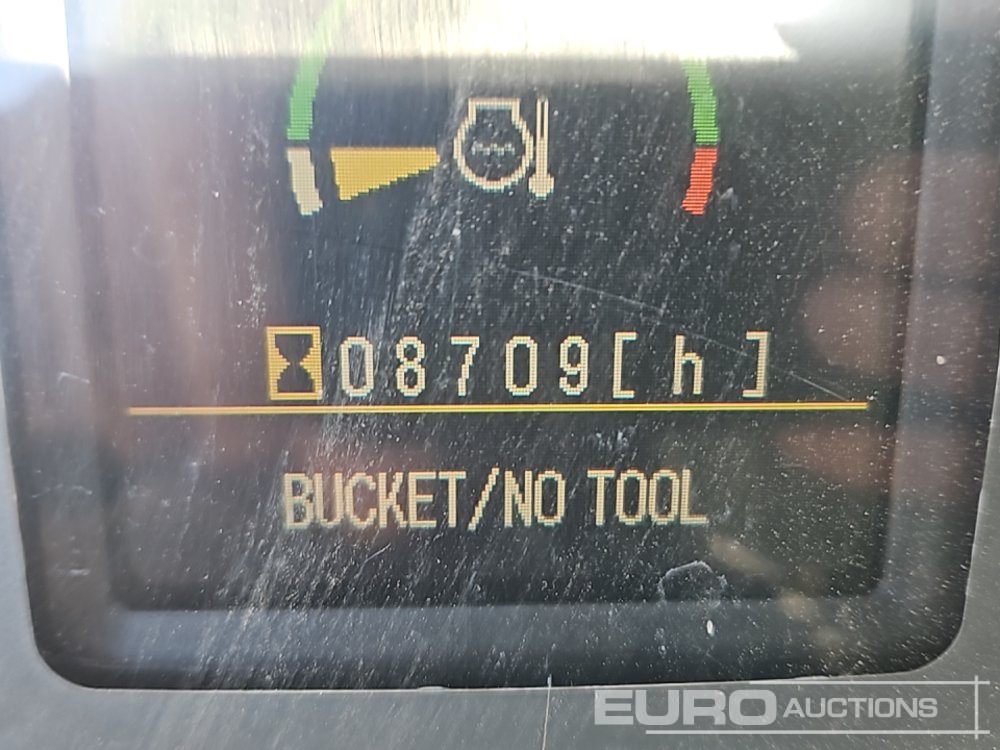 08709[ h ]
BUCKET/NO TOOL
EURO AUCTIONS